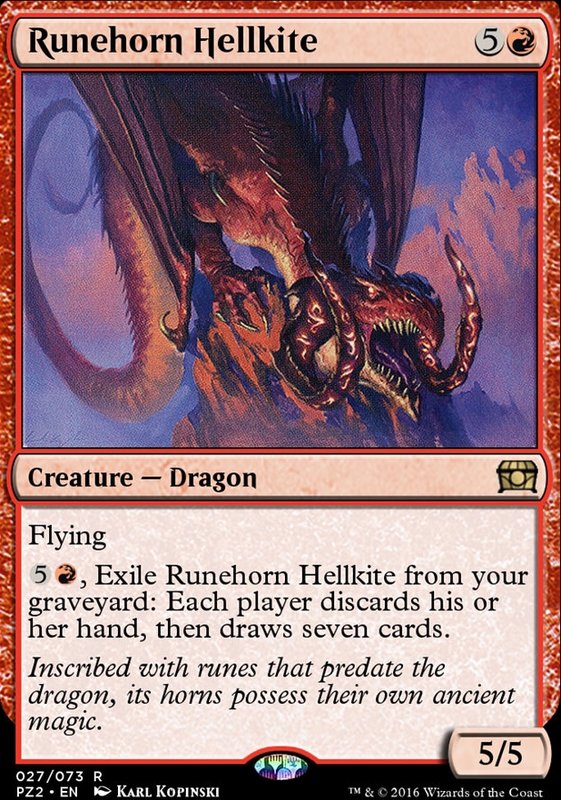 Runehorn Hellkite 5
Creature — Dragon
Flying
5, Exile Runehorn Hellkite from your
graveyard: Each player discards his or
her hand, then draws seven cards.
Inscribed with runes that predate the
dragon, its horns possess their own ancient
magic.
5/5
027/073 R
PZ2 • EN Karl Kopinski
™ & © 2016 Wizards of the Coast